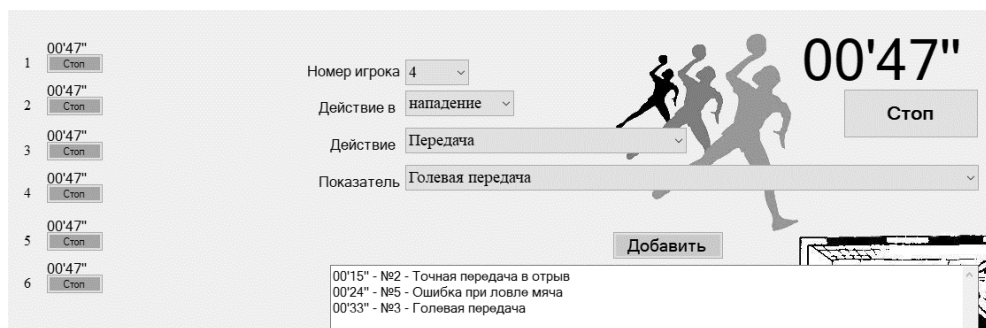 00'47"
1 Стоп
00'47"
2 Стоп
00'47"
3 Стоп
00'47"
4 Стоп
00'47"
5 Стоп
00'47"
6 Стоп
Номер игрока 4
Действие в нападение
Действие Передача
Показатель Голевая передача
00'47"
Стоп
Добавить
00'15" - №2 - Точная передача в отрыв
00'24" - №5 - Ошибка при ловле мяча
00'33" - №3 - Голевая передача